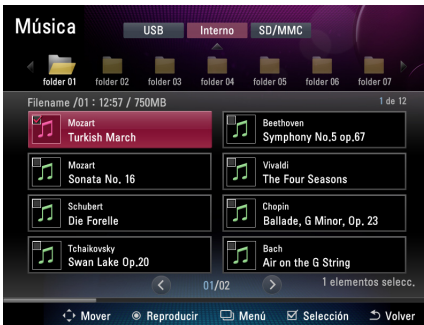 Música
USB Interno SD/MMC
folder 01 folder 02 folder 03 folder 04 folder 05 folder 06 folder 07
Filename /01 : 12:57 / 750MB 1 de 12
Mozart
Turkish March
Beethoven
Symphony No.5 op.67
Mozart
Sonata No. 16
Vivaldi
The Four Seasons
Schubert
Die Forelle
Chopin
Ballade, G Minor, Op. 23
Tchaikovsky
Swan Lake Op.20
Bach
Air on the G String
01/02 1 elementos selecc.
Mover Reproducir Menú Selección Volver